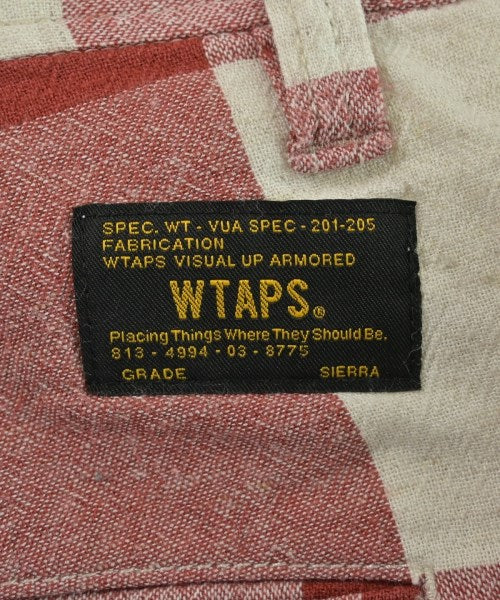 SPEC. WT - VUA SPEC - 201-205
FABRICATION
WTAPS VISUAL UP ARMORED
WTAPS®
Placing Things Where They Should Be.
813 - 4994 - 03 - 8775
GRADE SIERRA